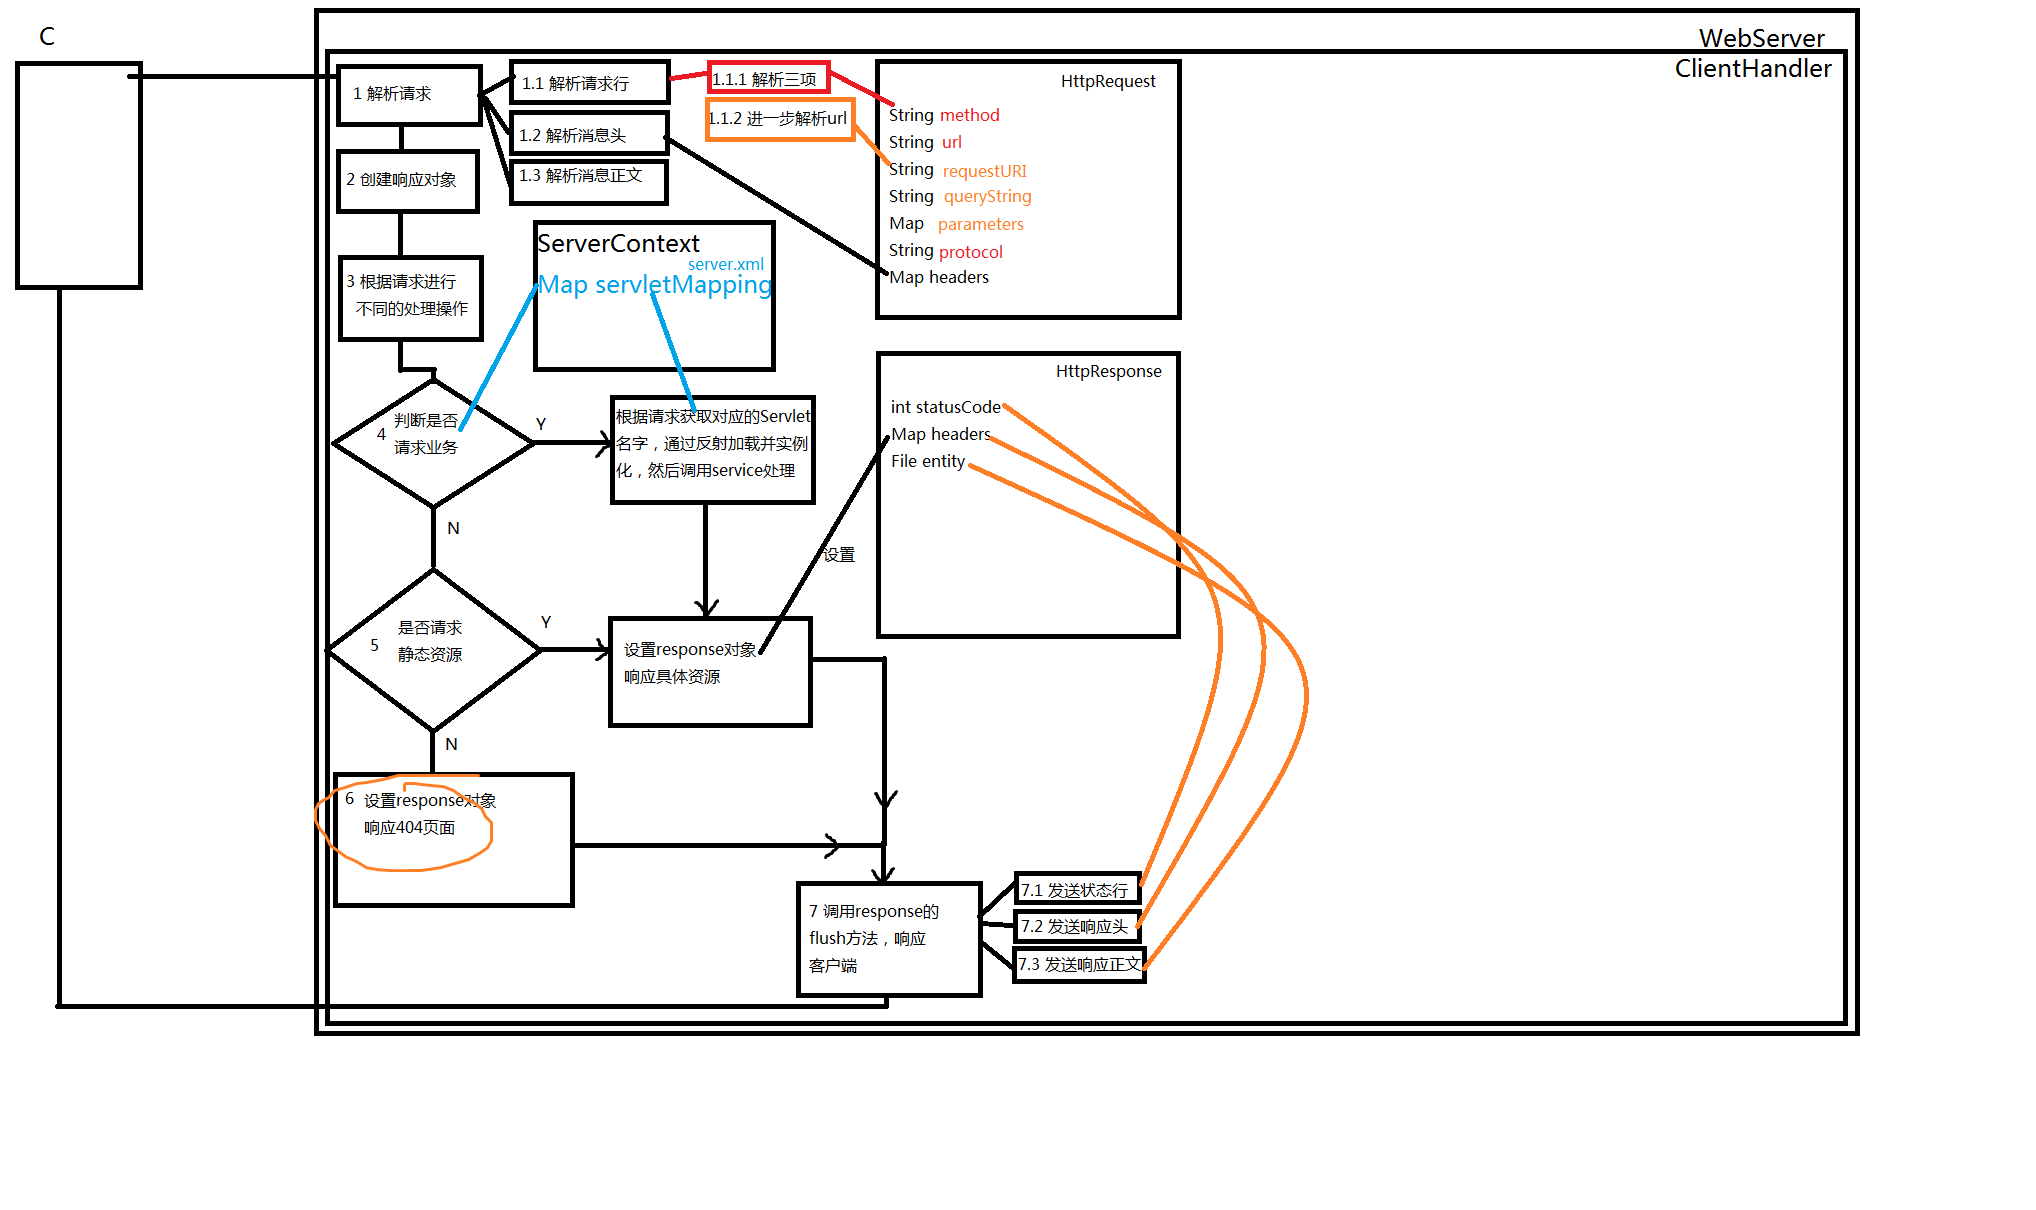 C
WebServer
ClientHandler
1 解析请求
1.1 解析请求行
1.1.1 解析三项
1.1.2 进一步解析url
1.2 解析消息头
1.3 解析消息正文
HttpRequest
String method
String url
String requestURI
String queryString
Map parameters
String protocol
Map headers
2 创建响应对象
ServerContext
server.xml
Map servletMapping
3 根据请求进行
不同的处理操作
HttpResponse
int statusCode
Map headers
File entity
4 判断是否
请求业务
Y
根据请求获取对应的Servlet
名字，通过反射加载并实例
化，然后调用service处理
N
设置
5 是否请求
静态资源
Y
设置response对象
响应具体资源
N
6 设置response对象
响应404页面
7 调用response的
flush方法，响应
客户端
7.1 发送状态行
7.2 发送响应头
7.3 发送响应正文